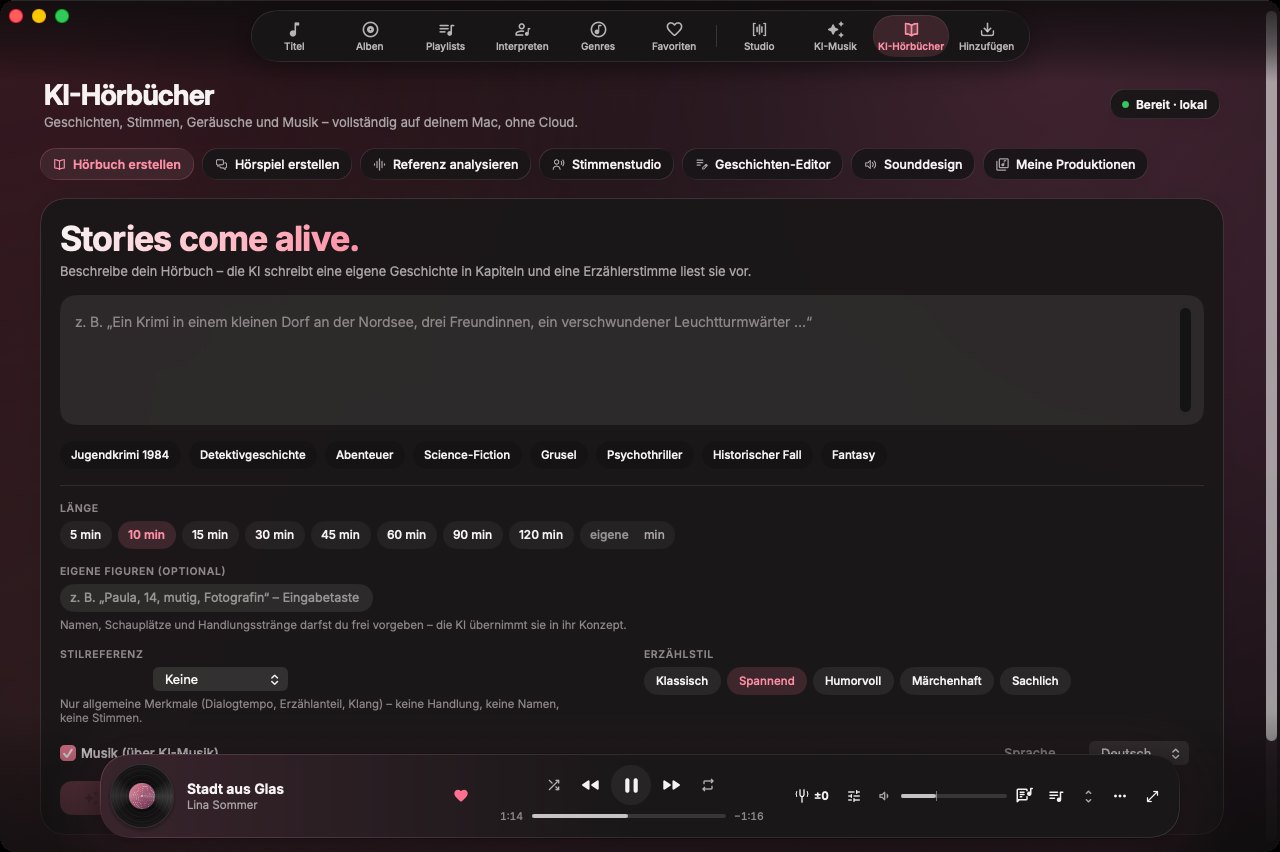 Titel
Alben
Playlists
Interpreten
Genres
Favoriten
Studio
KI-Musik
KI-Hörbücher
Hinzufügen
KI-Hörbücher
Geschichten, Stimmen, Geräusche und Musik – vollständig auf deinem Mac, ohne Cloud.
Bereit · lokal
Hörbuch erstellen
Hörspiel erstellen
Referenz analysieren
Stimmenstudio
Geschichten-Editor
Sounddesign
Meine Produktionen
Stories come alive.
Beschreibe dein Hörbuch – die KI schreibt eine eigene Geschichte in Kapiteln und eine Erzählerstimme liest sie vor.
z. B. „Ein Krimi in einem kleinen Dorf an der Nordsee, drei Freundinnen, ein verschwundener Leuchtturmwärter …“
Jugendkrimi 1984
Detektivgeschichte
Abenteuer
Science-Fiction
Grusel
Psychothriller
Historischer Fall
Fantasy
LÄNGE
5 min
10 min
15 min
30 min
45 min
60 min
90 min
120 min
eigene min
EIGENE FIGUREN (OPTIONAL)
z. B. „Paula, 14, mutig, Fotografin“ – Eingabetaste
Namen, Schauplätze und Handlungsstränge darfst du frei vorgeben – die KI übernimmt sie in ihr Konzept.
STILREFERENZ
Keine
Nur allgemeine Merkmale (Dialogtempo, Erzählanteil, Klang) – keine Handlung, keine Namen,
keine Stimmen.
ERZÄHLSTIL
Klassisch
Spannend
Humorvoll
Märchenhaft
Sachlich
Musik (über KI-Musik)
Sprache
Deutsch
Stadt aus Glas
Lina Sommer
1:14
−1:16
±0